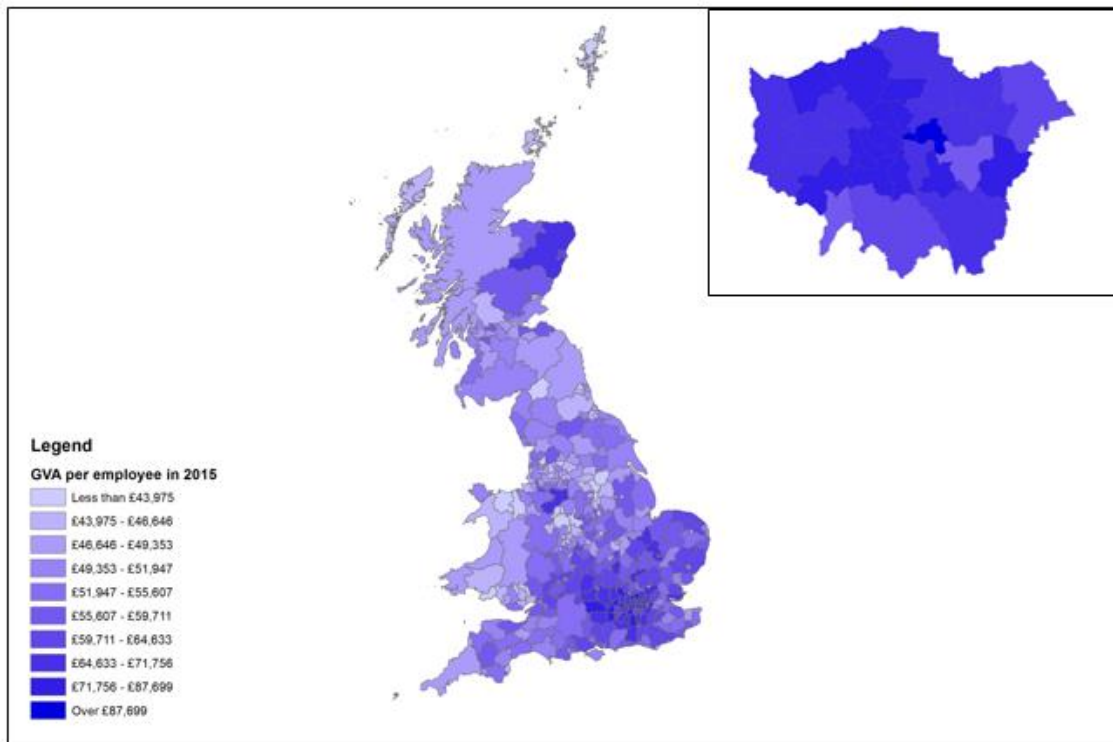 Legend
GVA per employee in 2015
Less than £43,975
£43,975 - £46,646
£46,646 - £49,353
£49,353 - £51,947
£51,947 - £55,607
£55,607 - £59,711
£59,711 - £64,633
£64,633 - £71,756
£71,756 - £87,699
Over £87,699